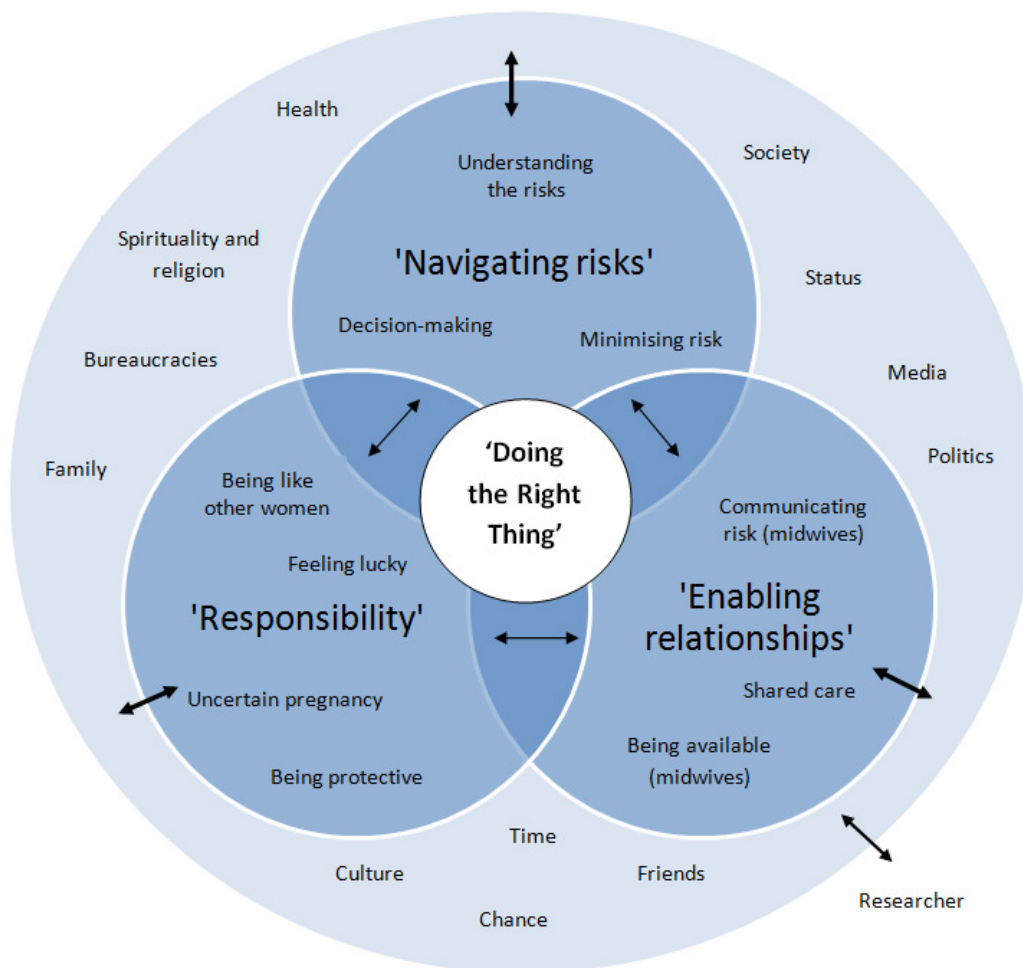 Health
Society
Understanding
the risks
Spirituality and
religion
'Navigating risks'
Status
Decision-making
Minimising risk
Bureaucracies
Media
Family
‘Doing
the Right
Thing’
Politics
Being like
other women
Communicating
risk (midwives)
Feeling lucky
'Responsibility'
'Enabling
relationships'
Uncertain pregnancy
Shared care
Being available
(midwives)
Being protective
Time
Culture
Friends
Chance
Researcher